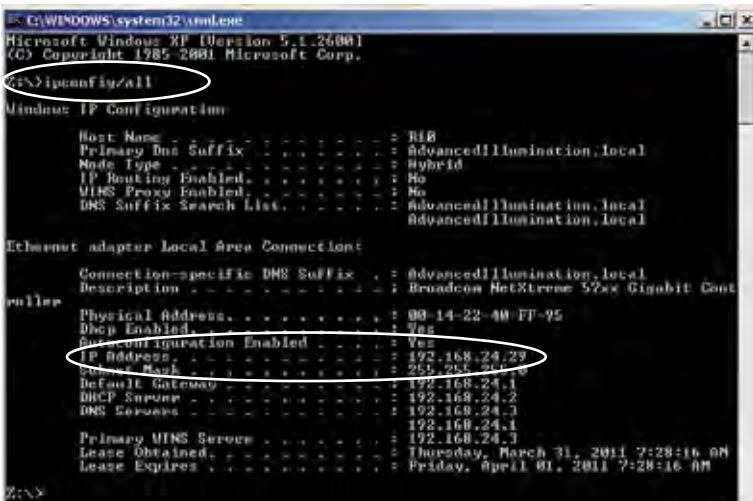 C:\WINDOWS\system32\cmd.exe
Microsoft Windows XP [Version 5.1.2600]
(C) Copyright 1985-2001 Microsoft Corp.
Z:\>ipconfig/all
Windows IP Configuration
Host Name . . . . . . . . . . . . : R10
Primary Dns Suffix . . . . . . . : AdvancedIllumination.local
Node Type . . . . . . . . . . . . : Hybrid
IP Routing Enabled. . . . . . . . : No
WINS Proxy Enabled. . . . . . . . : No
DNS Suffix Search List. . . . . . : AdvancedIllumination.local
AdvancedIllumination.local
Ethernet adapter Local Area Connection:
Connection-specific DNS Suffix . : AdvancedIllumination.local
Description . . . . . . . . . . . : Broadcom NetXtreme 57xx Gigabit Cont
roller
Physical Address. . . . . . . . . : 00-14-22-40-FF-95
Dhcp Enabled. . . . . . . . . . . : Yes
Autoconfiguration Enabled . . . . : Yes
IP Address. . . . . . . . . . . . : 192.168.24.29
Subnet Mask . . . . . . . . . . . : 255.255.255.0
Default Gateway . . . . . . . . . : 192.168.24.1
DHCP Server . . . . . . . . . . . : 192.168.24.2
DNS Servers . . . . . . . . . . . : 192.168.24.3
192.168.24.1
Primary WINS Server . . . . . . . : 192.168.24.3
Lease Obtained. . . . . . . . . . : Thursday, March 31, 2011 7:28:16 AM
Lease Expires . . . . . . . . . . : Friday, April 01, 2011 7:28:16 AM
Z:\>